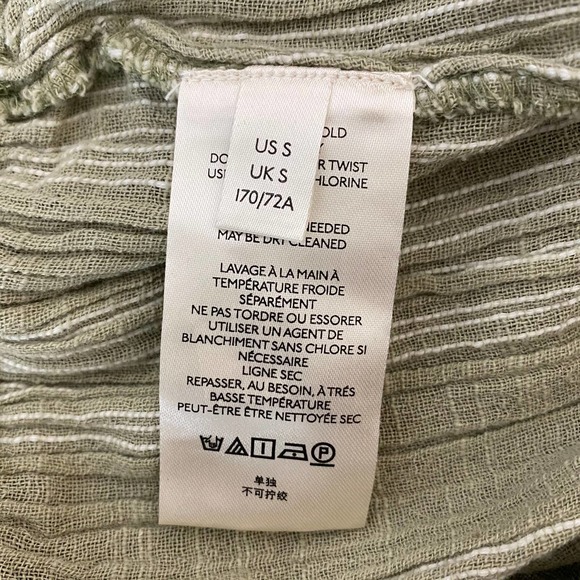 US S
UK S
170/72A
OLD
DO TWIST
US HLORINE
NEEDED
MAY BE DRY CLEANED
LAVAGE À LA MAIN À
TEMPÉRATURE FROIDE
SÉPARÉMENT
NE PAS TORDRE OU ESSORER
UTILISER UN AGENT DE
BLANCHIMENT SANS CHLORE SI
NÉCESSAIRE
LIGNE SEC
REPASSER, AU BESOIN, À TRÉS
BASSE TEMPÉRATURE
PEUT-ÊTRE ÊTRE NETTOYÉE SEC
P
单独
不可拧绞